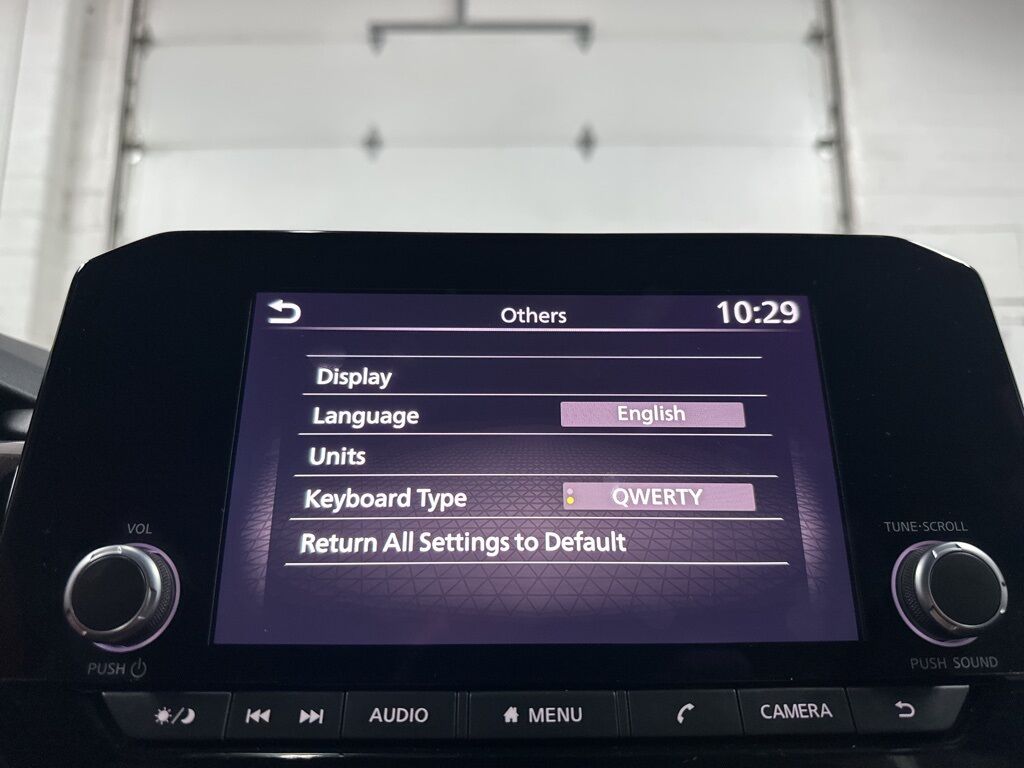 Others
10:29
Display
Language
English
Units
Keyboard Type
QWERTY
Return All Settings to Default
VOL
TUNE·SCROLL
PUSH
PUSH SOUND
AUDIO
MENU
CAMERA